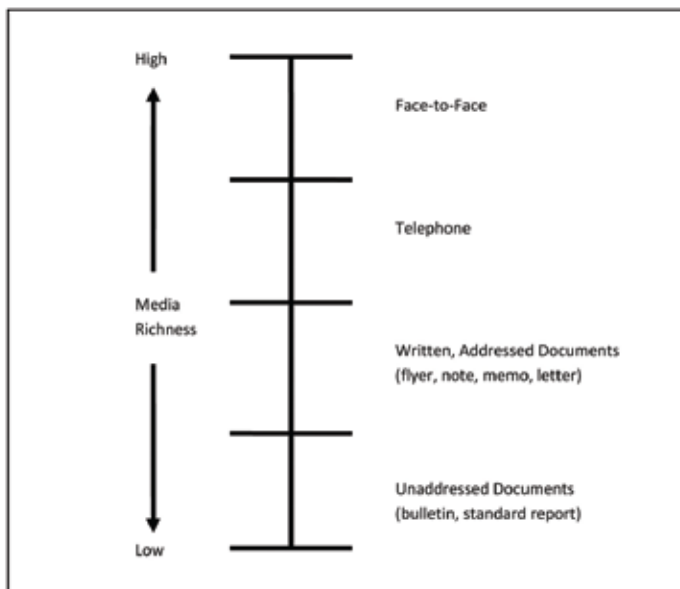 High
Face-to-Face
Telephone
Media
Richness
Written, Addressed Documents
(flyer, note, memo, letter)
Unaddressed Documents
(bulletin, standard report)
Low